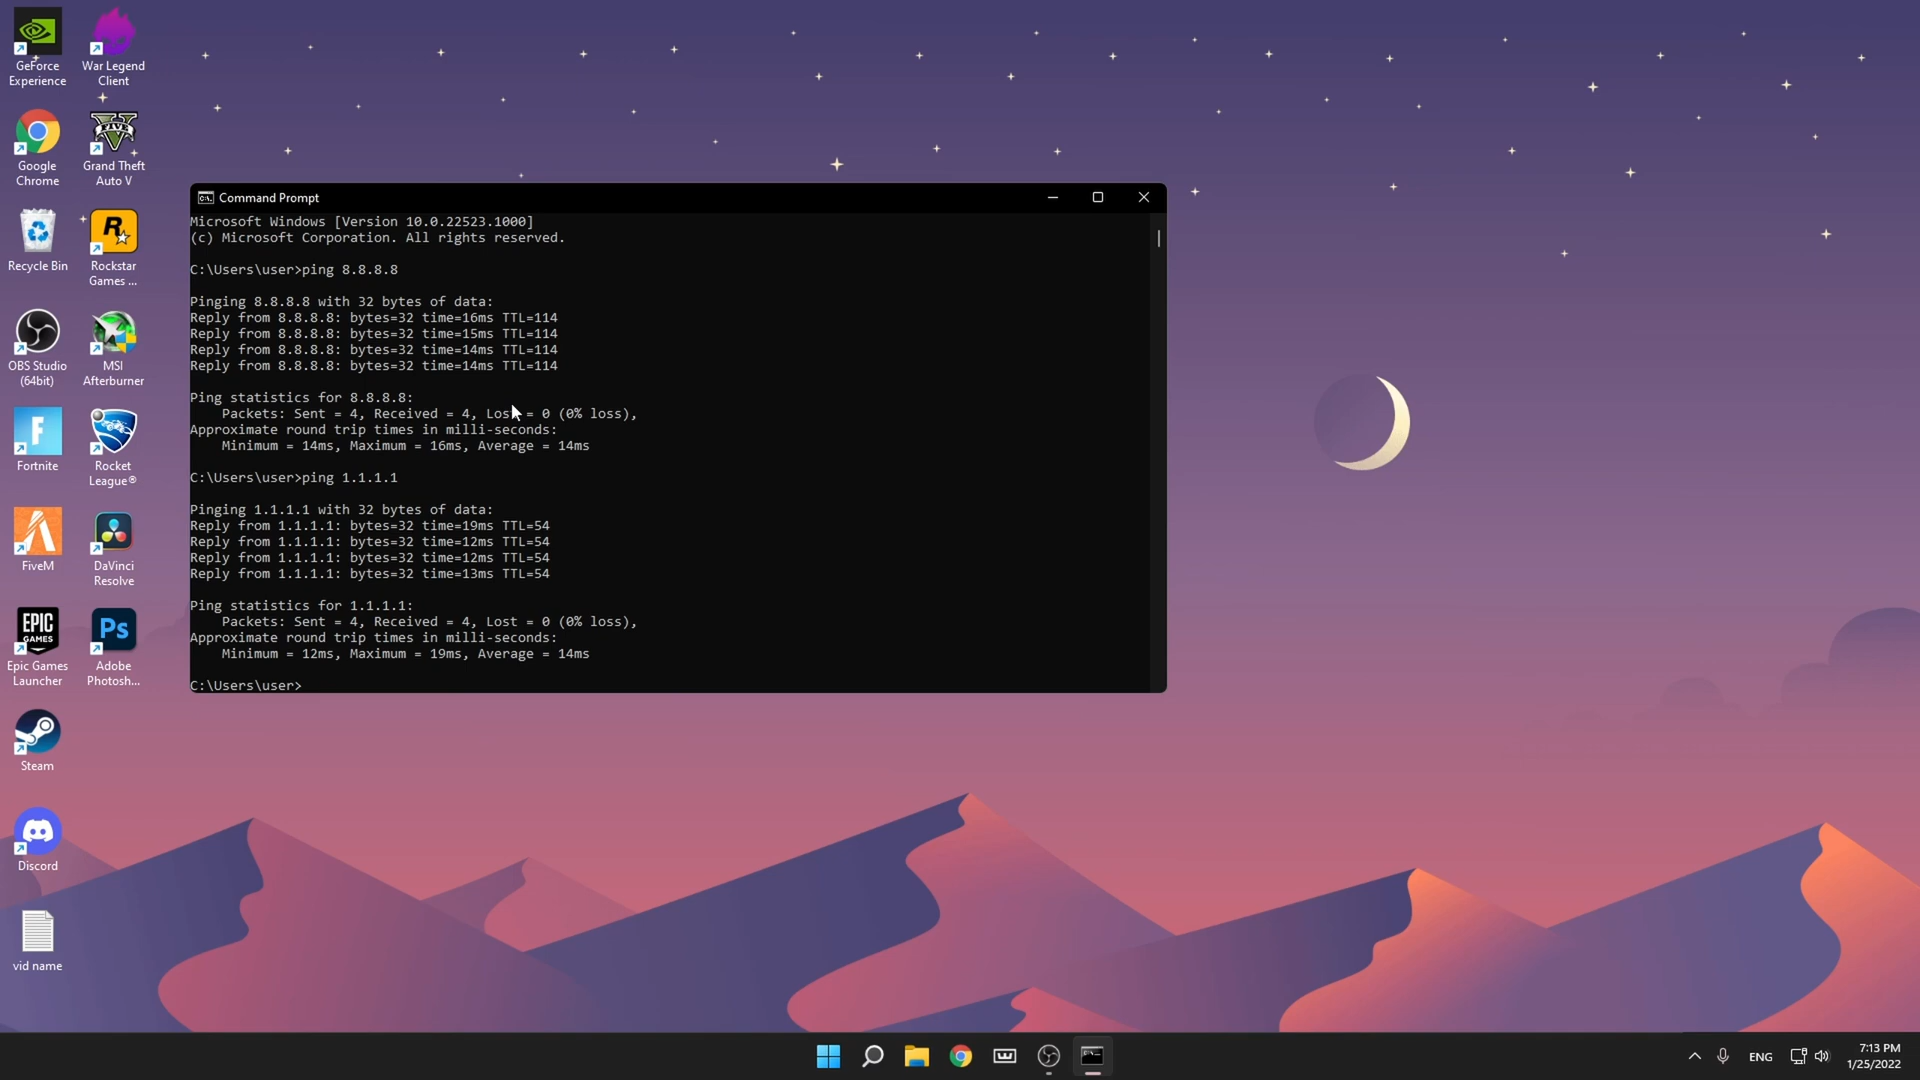 GeForce
Experience
War Legend
Client
Google
Chrome
FIVE
Grand Theft
Auto V
Recycle Bin
R
Rockstar
Games ...
OBS Studio
(64bit)
MSI
Afterburner
F
Fortnite
Rocket
League®
FiveM
DaVinci
Resolve
EPIC
GAMES
Epic Games
Launcher
Ps
Adobe
Photosh...
Steam
Discord
vid name
C:\.
Command Prompt
Microsoft Windows [Version 10.0.22523.1000]
(c) Microsoft Corporation. All rights reserved.
C:\Users\user>ping 8.8.8.8
Pinging 8.8.8.8 with 32 bytes of data:
Reply from 8.8.8.8: bytes=32 time=16ms TTL=114
Reply from 8.8.8.8: bytes=32 time=15ms TTL=114
Reply from 8.8.8.8: bytes=32 time=14ms TTL=114
Reply from 8.8.8.8: bytes=32 time=14ms TTL=114
Ping statistics for 8.8.8.8:
Packets: Sent = 4, Received = 4, Lost = 0 (0% loss),
Approximate round trip times in milli-seconds:
Minimum = 14ms, Maximum = 16ms, Average = 14ms
C:\Users\user>ping 1.1.1.1
Pinging 1.1.1.1 with 32 bytes of data:
Reply from 1.1.1.1: bytes=32 time=19ms TTL=54
Reply from 1.1.1.1: bytes=32 time=12ms TTL=54
Reply from 1.1.1.1: bytes=32 time=12ms TTL=54
Reply from 1.1.1.1: bytes=32 time=13ms TTL=54
Ping statistics for 1.1.1.1:
Packets: Sent = 4, Received = 4, Lost = 0 (0% loss),
Approximate round trip times in milli-seconds:
Minimum = 12ms, Maximum = 19ms, Average = 14ms
C:\Users\user>
ENG
7:13 PM
1/25/2022